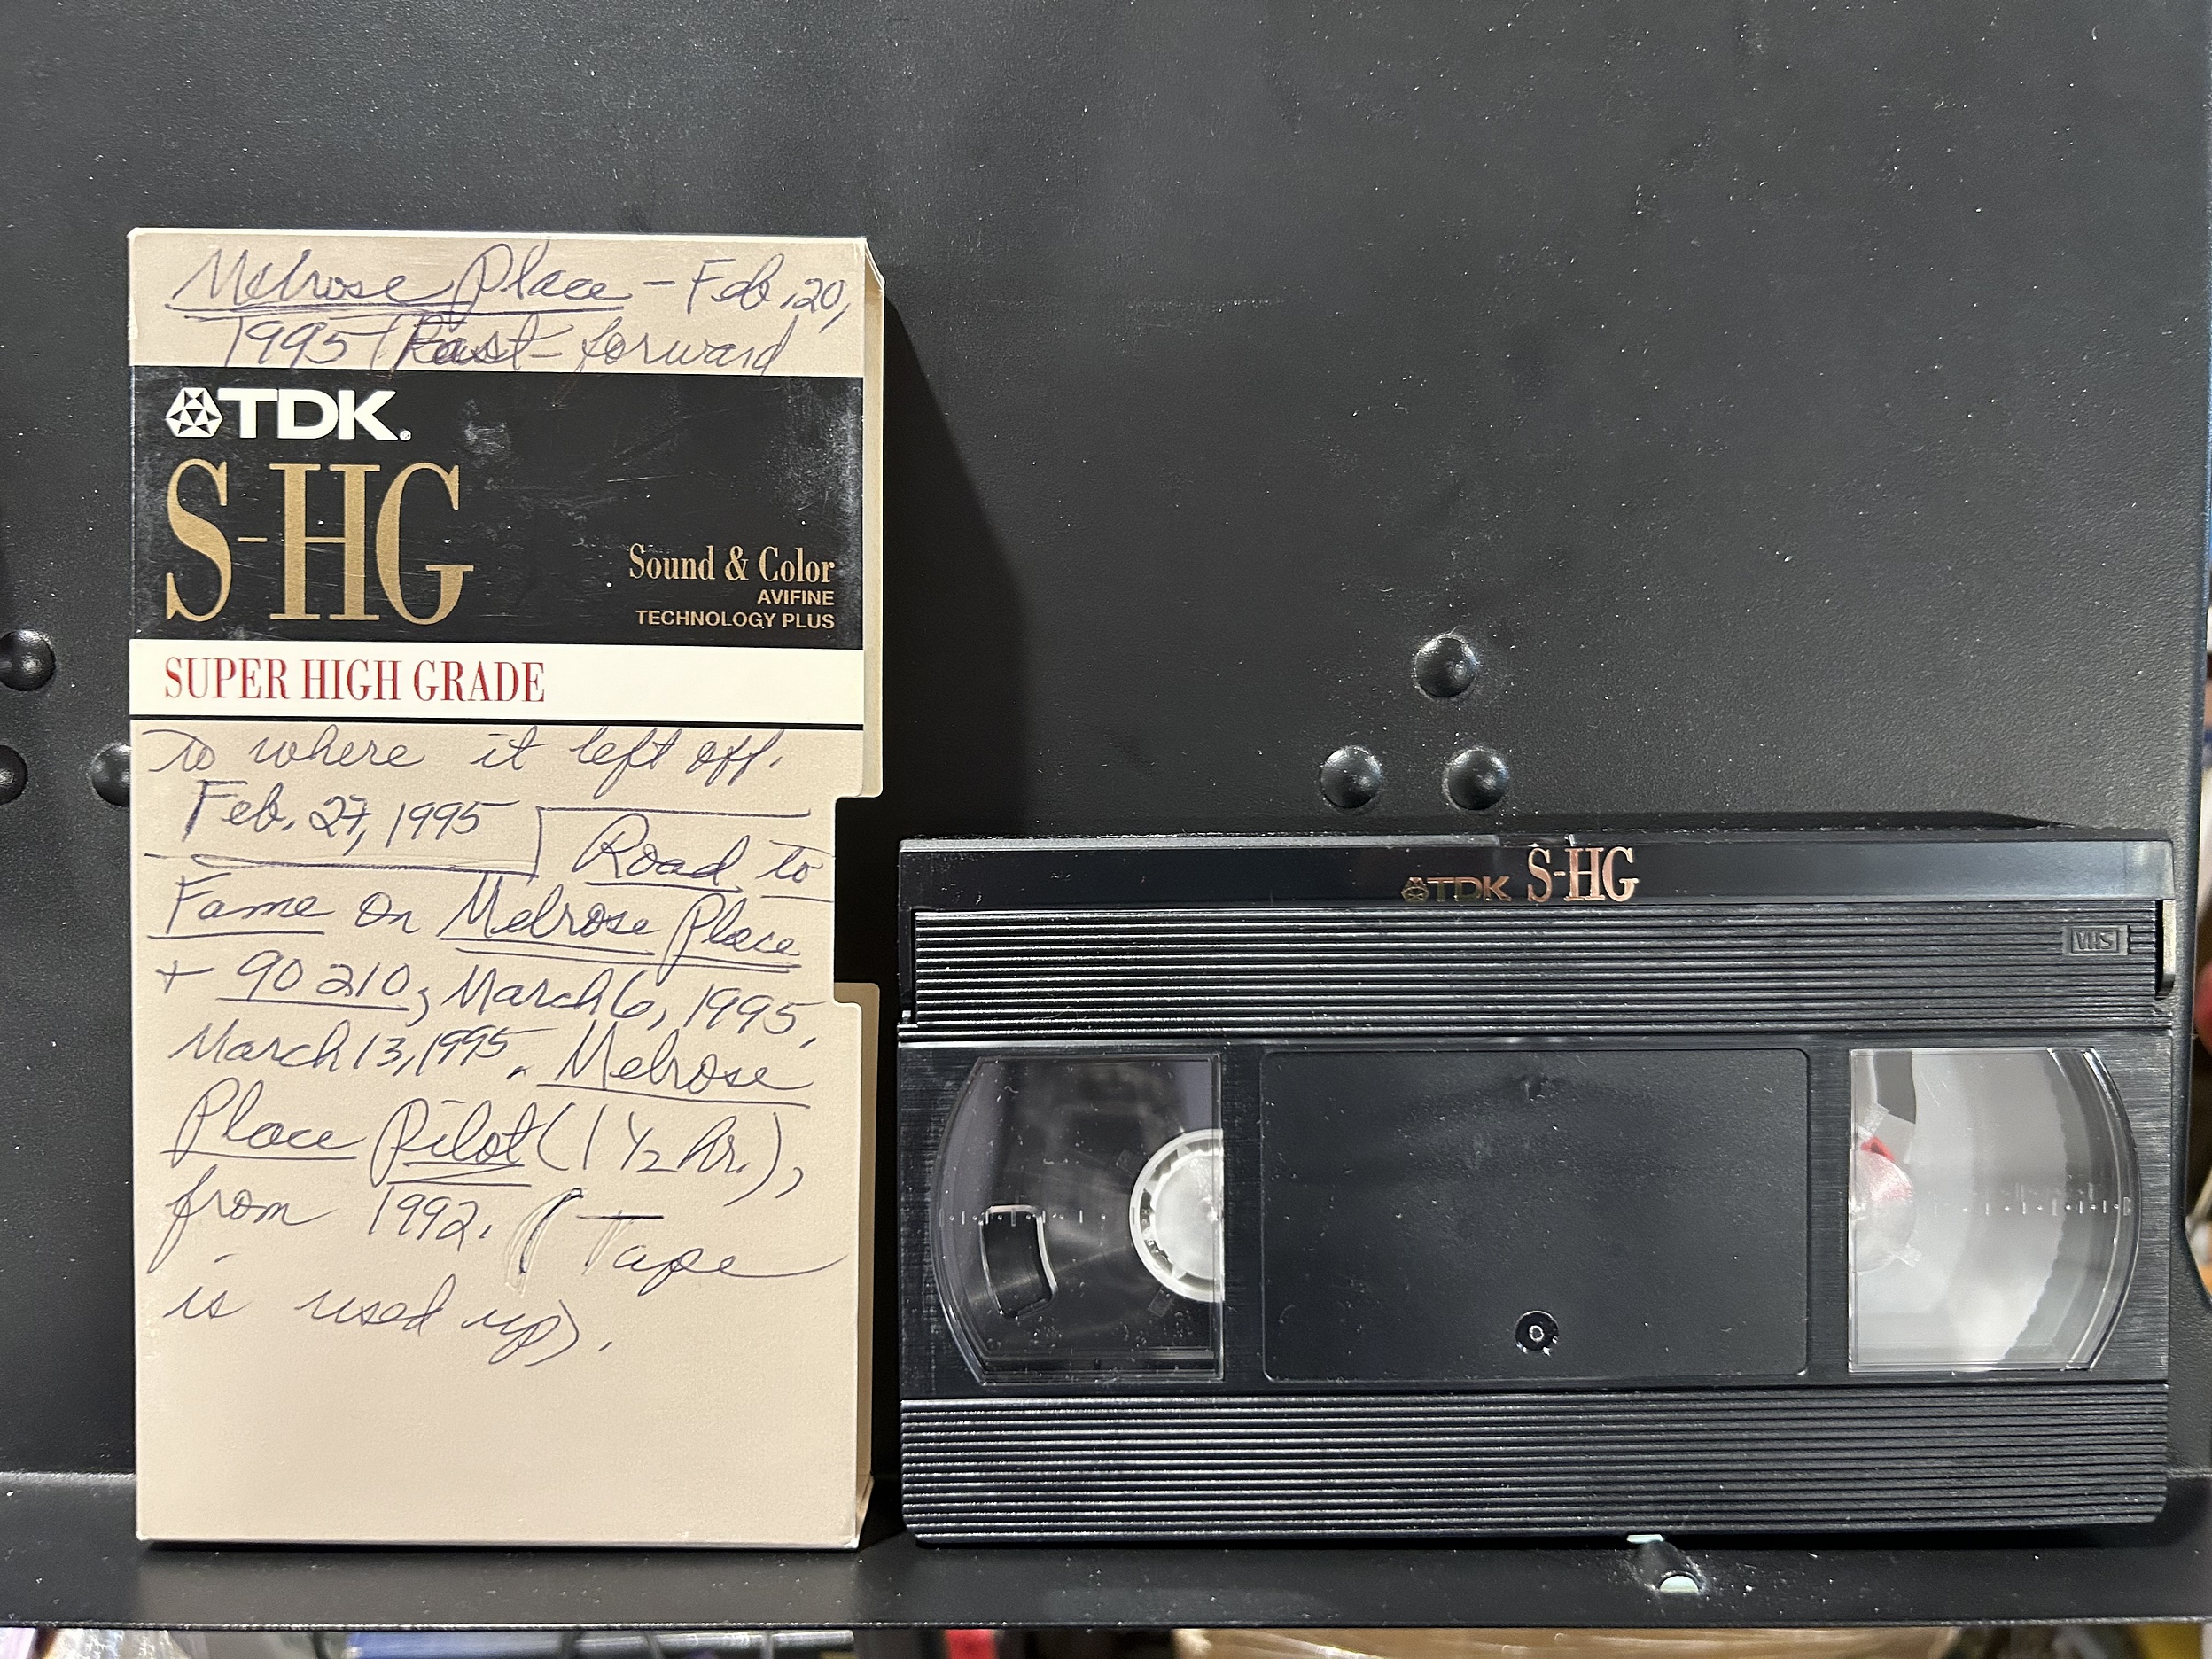 Melrose Place - Feb. 20,
1995 (Fast-forward
TDK®
S-HG
Sound & Color
AVIFINE
TECHNOLOGY PLUS
SUPER HIGH GRADE
to where it left off.
Feb. 27, 1995
Road to
Fame on Melrose Place
+ 90210; March 6, 1995,
March 13, 1995. Melrose
Place pilot (1 1/2 hr.),
from 1992. (Tape
is used up).
TDK S-HG
VHS